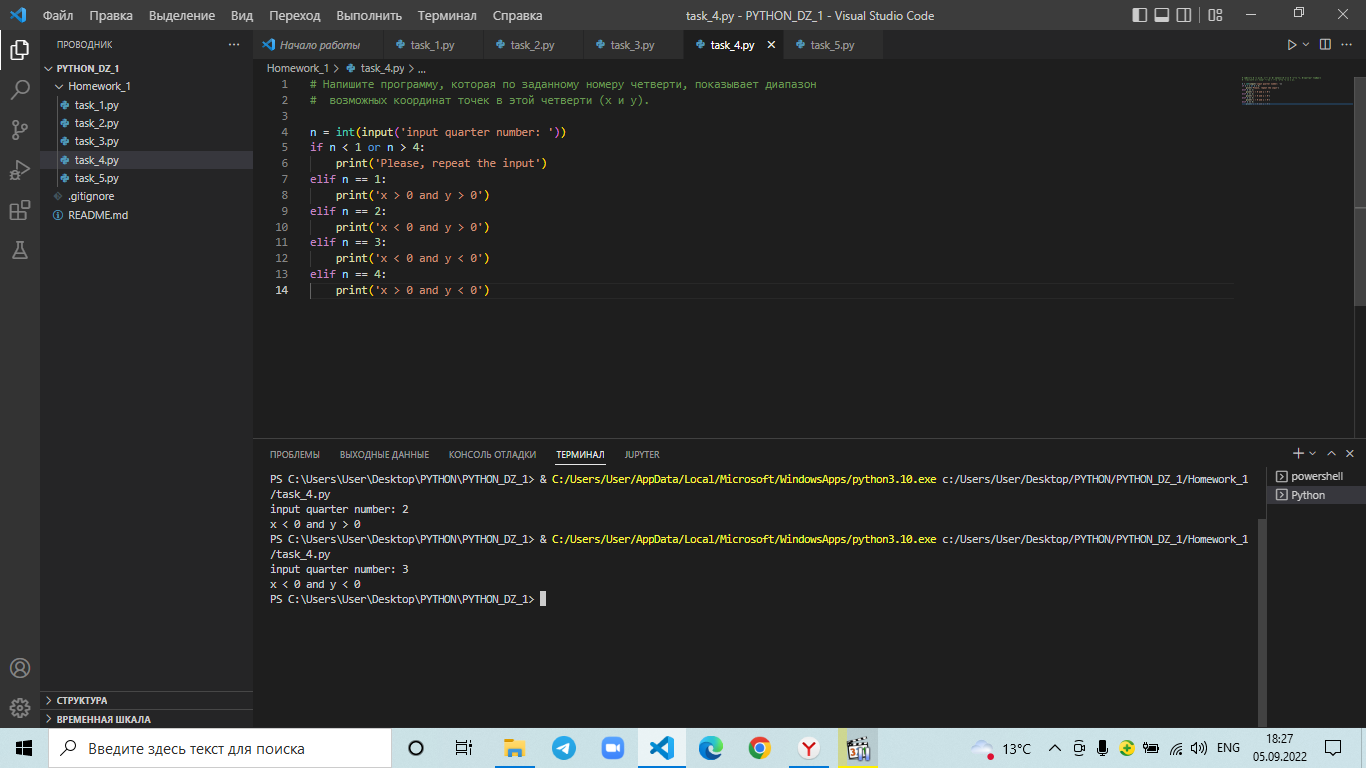 Файл Правка Выделение Вид Переход Выполнить Терминал Справка task_4.py - PYTHON_DZ_1 - Visual Studio Code
ПРОВОДНИК
Начало работы task_1.py task_2.py task_3.py task_4.py task_5.py
PYTHON_DZ_1
Homework_1
task_1.py
task_2.py
task_3.py
task_4.py
task_5.py
.gitignore
README.md
СТРУКТУРА
ВРЕМЕННАЯ ШКАЛА
Homework_1 > task_4.py > ...
1 # Напишите программу, которая по заданному номеру четверти, показывает диапазон
2 #  возможных координат точек в этой четверти (x и y).
3
4 n = int(input('input quarter number: '))
5 if n < 1 or n > 4:
6     print('Please, repeat the input')
7 elif n == 1:
8     print('x > 0 and y > 0')
9 elif n == 2:
10     print('x < 0 and y > 0')
11 elif n == 3:
12     print('x < 0 and y < 0')
13 elif n == 4:
14     print('x > 0 and y < 0')
ПРОБЛЕМЫ ВЫХОДНЫЕ ДАННЫЕ КОНСОЛЬ ОТЛАДКИ ТЕРМИНАЛ JUPYTER
PS C:\Users\User\Desktop\PYTHON\PYTHON_DZ_1> & C:/Users/User/AppData/Local/Microsoft/WindowsApps/python3.10.exe c:/Users/User/Desktop/PYTHON/PYTHON_DZ_1/Homework_1
/task_4.py
input quarter number: 2
x < 0 and y > 0
PS C:\Users\User\Desktop\PYTHON\PYTHON_DZ_1> & C:/Users/User/AppData/Local/Microsoft/WindowsApps/python3.10.exe c:/Users/User/Desktop/PYTHON/PYTHON_DZ_1/Homework_1
/task_4.py
input quarter number: 3
x < 0 and y < 0
PS C:\Users\User\Desktop\PYTHON\PYTHON_DZ_1>
powershell
Python
Введите здесь текст для поиска
13°C
ENG
18:27
05.09.2022